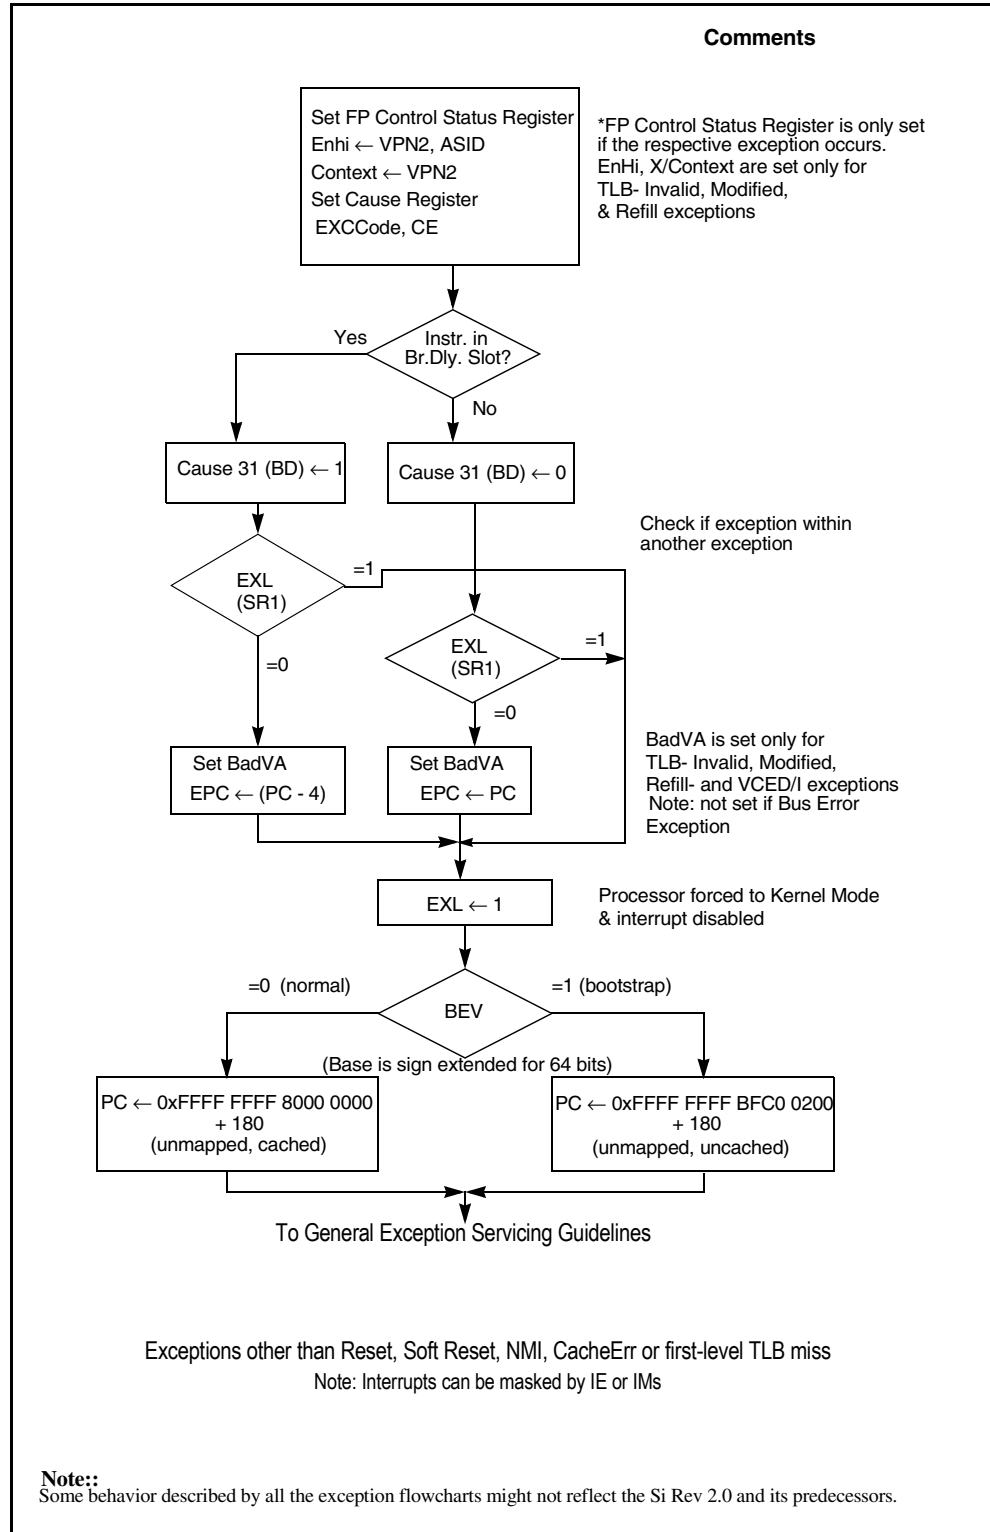 Comments
Set FP Control Status Register
Enhi ← VPN2, ASID
Context ← VPN2
Set Cause Register
EXCCode, CE
*FP Control Status Register is only set
if the respective exception occurs.
EnHi, X/Context are set only for
TLB- Invalid, Modified,
& Refill exceptions
Yes
Instr. in
Br.Dly. Slot?
No
Cause 31 (BD) ← 1
Cause 31 (BD) ← 0
Check if exception within
another exception
EXL
(SR1)
=1
=0
EXL
(SR1)
=1
=0
Set BadVA
EPC ← (PC - 4)
Set BadVA
EPC ← PC
BadVA is set only for
TLB- Invalid, Modified,
Refill- and VCED/I exceptions
Note: not set if Bus Error
Exception
EXL ← 1
Processor forced to Kernel Mode
& interrupt disabled
=0 (normal)
BEV
=1 (bootstrap)
(Base is sign extended for 64 bits)
PC ← 0xFFFF FFFF 8000 0000
+ 180
(unmapped, cached)
PC ← 0xFFFF FFFF BFC0 0200
+ 180
(unmapped, uncached)
To General Exception Servicing Guidelines
Exceptions other than Reset, Soft Reset, NMI, CacheErr or first-level TLB miss
Note: Interrupts can be masked by IE or IMs
Note::
Some behavior described by all the exception flowcharts might not reflect the Si Rev 2.0 and its predecessors.